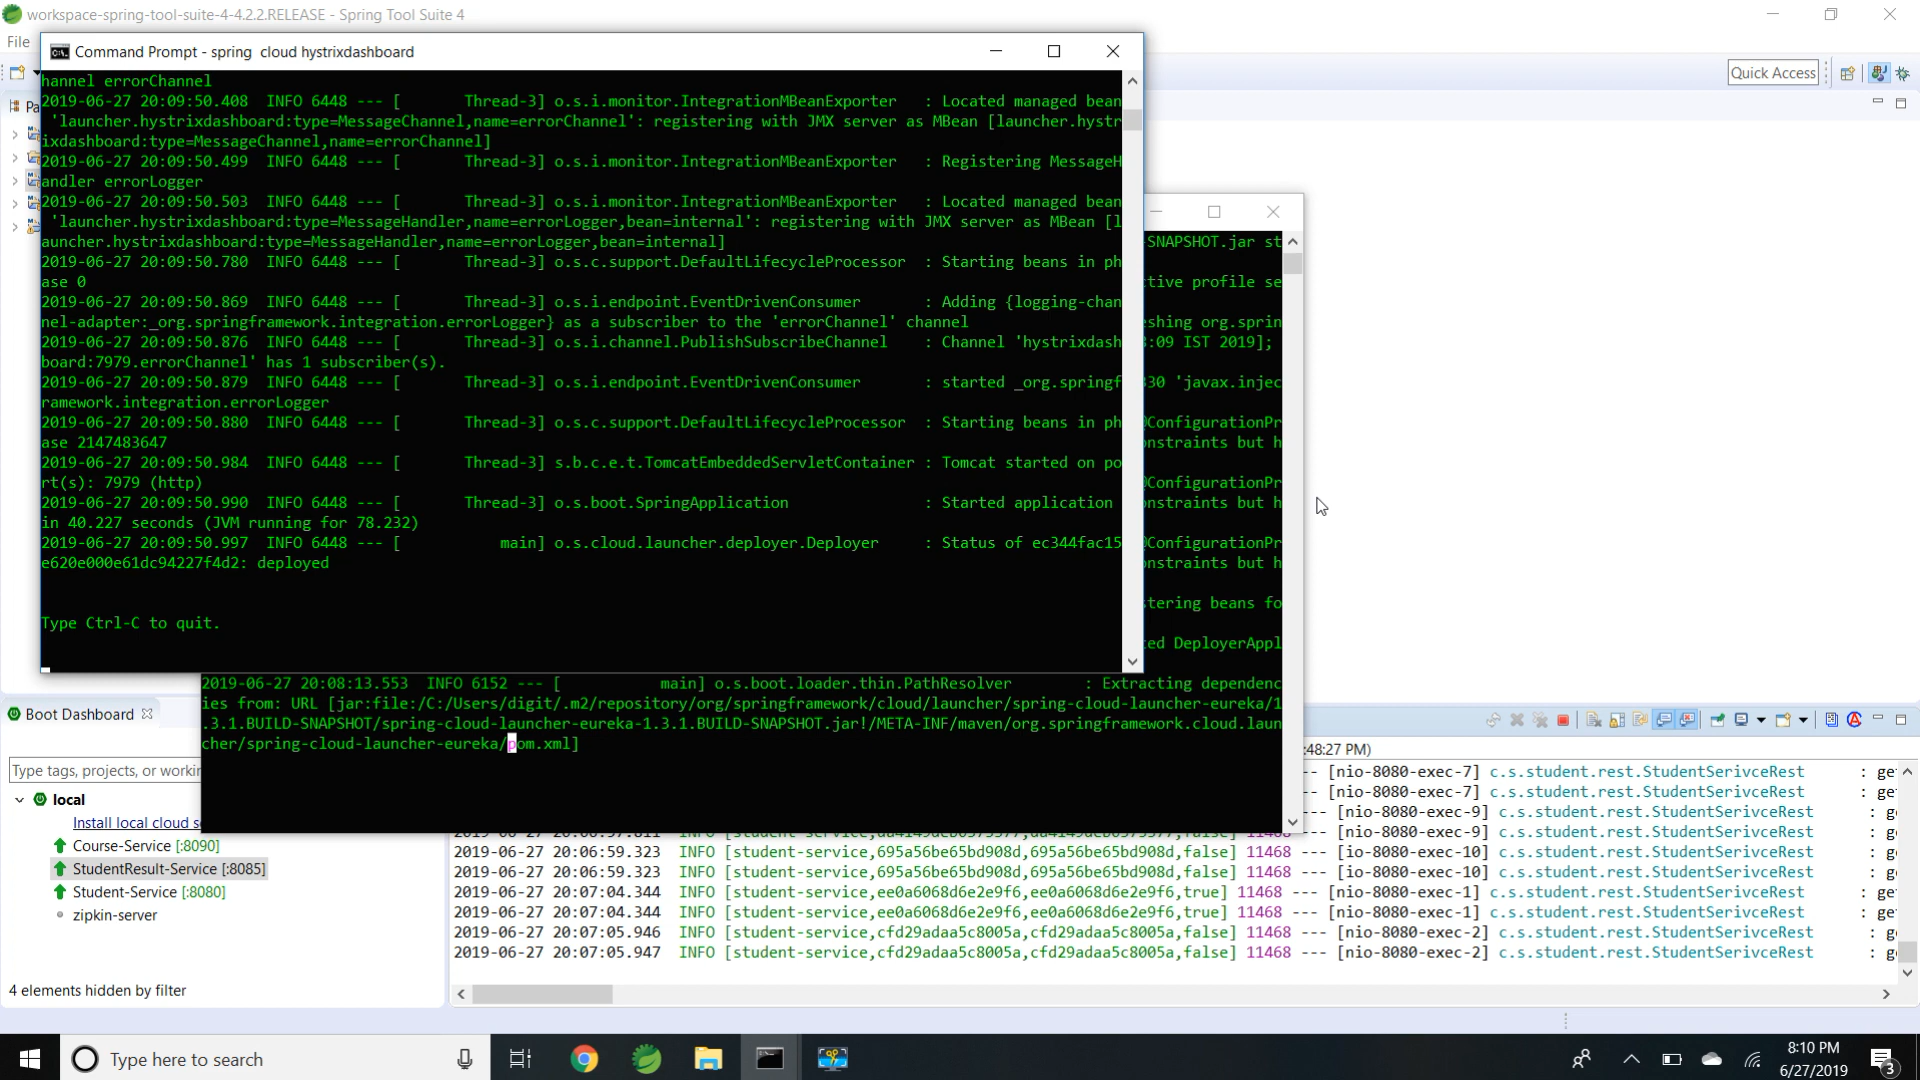 workspace-spring-tool-suite-4-4.2.2.RELEASE - Spring Tool Suite 4
File
Quick Access
Command Prompt - spring  cloud hystrixdashboard
hannel errorChannel
2019-06-27 20:09:50.408  INFO 6448 --- [       Thread-3] o.s.i.monitor.IntegrationMBeanExporter   : Located managed bean
 'launcher.hystrixdashboard:type=MessageChannel,name=errorChannel': registering with JMX server as MBean [launcher.hystr
ixdashboard:type=MessageChannel,name=errorChannel]
2019-06-27 20:09:50.499  INFO 6448 --- [       Thread-3] o.s.i.monitor.IntegrationMBeanExporter   : Registering MessageH
andler errorLogger
2019-06-27 20:09:50.503  INFO 6448 --- [       Thread-3] o.s.i.monitor.IntegrationMBeanExporter   : Located managed bean
 'launcher.hystrixdashboard:type=MessageHandler,name=errorLogger,bean=internal': registering with JMX server as MBean [l
auncher.hystrixdashboard:type=MessageHandler,name=errorLogger,bean=internal]
2019-06-27 20:09:50.780  INFO 6448 --- [       Thread-3] o.s.c.support.DefaultLifecycleProcessor  : Starting beans in ph
ase 0
2019-06-27 20:09:50.869  INFO 6448 --- [       Thread-3] o.s.i.endpoint.EventDrivenConsumer       : Adding {logging-chan
nel-adapter:_org.springframework.integration.errorLogger} as a subscriber to the 'errorChannel' channel
2019-06-27 20:09:50.876  INFO 6448 --- [       Thread-3] o.s.i.channel.PublishSubscribeChannel    : Channel 'hystrixdash
board:7979.errorChannel' has 1 subscriber(s).
2019-06-27 20:09:50.879  INFO 6448 --- [       Thread-3] o.s.i.endpoint.EventDrivenConsumer       : started _org.springf
ramework.integration.errorLogger
2019-06-27 20:09:50.880  INFO 6448 --- [       Thread-3] o.s.c.support.DefaultLifecycleProcessor  : Starting beans in ph
ase 2147483647
2019-06-27 20:09:50.984  INFO 6448 --- [       Thread-3] s.b.c.e.t.TomcatEmbeddedServletContainer : Tomcat started on po
rt(s): 7979 (http)
2019-06-27 20:09:50.990  INFO 6448 --- [       Thread-3] o.s.boot.SpringApplication               : Started application
in 40.227 seconds (JVM running for 78.232)
2019-06-27 20:09:50.997  INFO 6448 --- [           main] o.s.cloud.launcher.deployer.Deployer     : Status of ec344fac15
e620e000e61dc94227f4d2: deployed
Type Ctrl-C to quit.
SNAPSHOT.jar st
tive profile se
shing org.sprin
:09 IST 2019];
30 'javax.injec
ConfigurationPr
nstraints but h
ConfigurationPr
nstraints but h
ConfigurationPr
nstraints but h
tering beans fo
ed DeployerAppl
2019-06-27 20:08:13.553  INFO 6152 --- [           main] o.s.boot.loader.thin.PathResolver        : Extracting dependenc
ies from: URL [jar:file:/C:/Users/digit/.m2/repository/org/springframework/cloud/launcher/spring-cloud-launcher-eureka/1
.3.1.BUILD-SNAPSHOT/spring-cloud-launcher-eureka-1.3.1.BUILD-SNAPSHOT.jar!/META-INF/maven/org.springframework.cloud.laun
cher/spring-cloud-launcher-eureka/pom.xml]
Boot Dashboard
Type tags, projects, or workin
local
Install local cloud s
Course-Service [:8090]
StudentResult-Service [:8085]
Student-Service [:8080]
zipkin-server
4 elements hidden by filter
:48:27 PM)
-- [nio-8080-exec-7] c.s.student.rest.StudentSerivceRest      : ge
-- [nio-8080-exec-7] c.s.student.rest.StudentSerivceRest      : ge
--- [nio-8080-exec-9] c.s.student.rest.StudentSerivceRest      : g
--- [nio-8080-exec-9] c.s.student.rest.StudentSerivceRest      : g
2019-06-27 20:06:59.323  INFO [student-service,695a56be65bd908d,695a56be65bd908d,false] 11468 --- [io-8080-exec-10] c.s.student.rest.StudentSerivceRest      : g
2019-06-27 20:06:59.323  INFO [student-service,695a56be65bd908d,695a56be65bd908d,false] 11468 --- [io-8080-exec-10] c.s.student.rest.StudentSerivceRest      : g
2019-06-27 20:07:04.344  INFO [student-service,ee0a6068d6e2e9f6,ee0a6068d6e2e9f6,true] 11468 --- [nio-8080-exec-1] c.s.student.rest.StudentSerivceRest      : ge
2019-06-27 20:07:04.344  INFO [student-service,ee0a6068d6e2e9f6,ee0a6068d6e2e9f6,true] 11468 --- [nio-8080-exec-1] c.s.student.rest.StudentSerivceRest      : ge
2019-06-27 20:07:05.946  INFO [student-service,cfd29adaa5c8005a,cfd29adaa5c8005a,false] 11468 --- [nio-8080-exec-2] c.s.student.rest.StudentSerivceRest      : g
2019-06-27 20:07:05.947  INFO [student-service,cfd29adaa5c8005a,cfd29adaa5c8005a,false] 11468 --- [nio-8080-exec-2] c.s.student.rest.StudentSerivceRest      : g
Type here to search
8:10 PM
6/27/2019
3